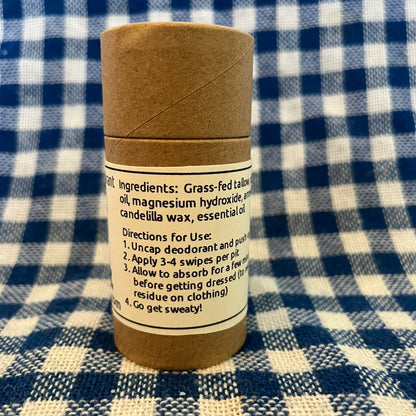 Ingredients: Grass-fed tallow,
oil, magnesium hydroxide,
candelilla wax, essential oil
Directions for Use:
1. Uncap deodorant and push
2. Apply 3-4 swipes per pit
3. Allow to absorb for a few
before getting dressed (to
residue on clothing)
4. Go get sweaty!